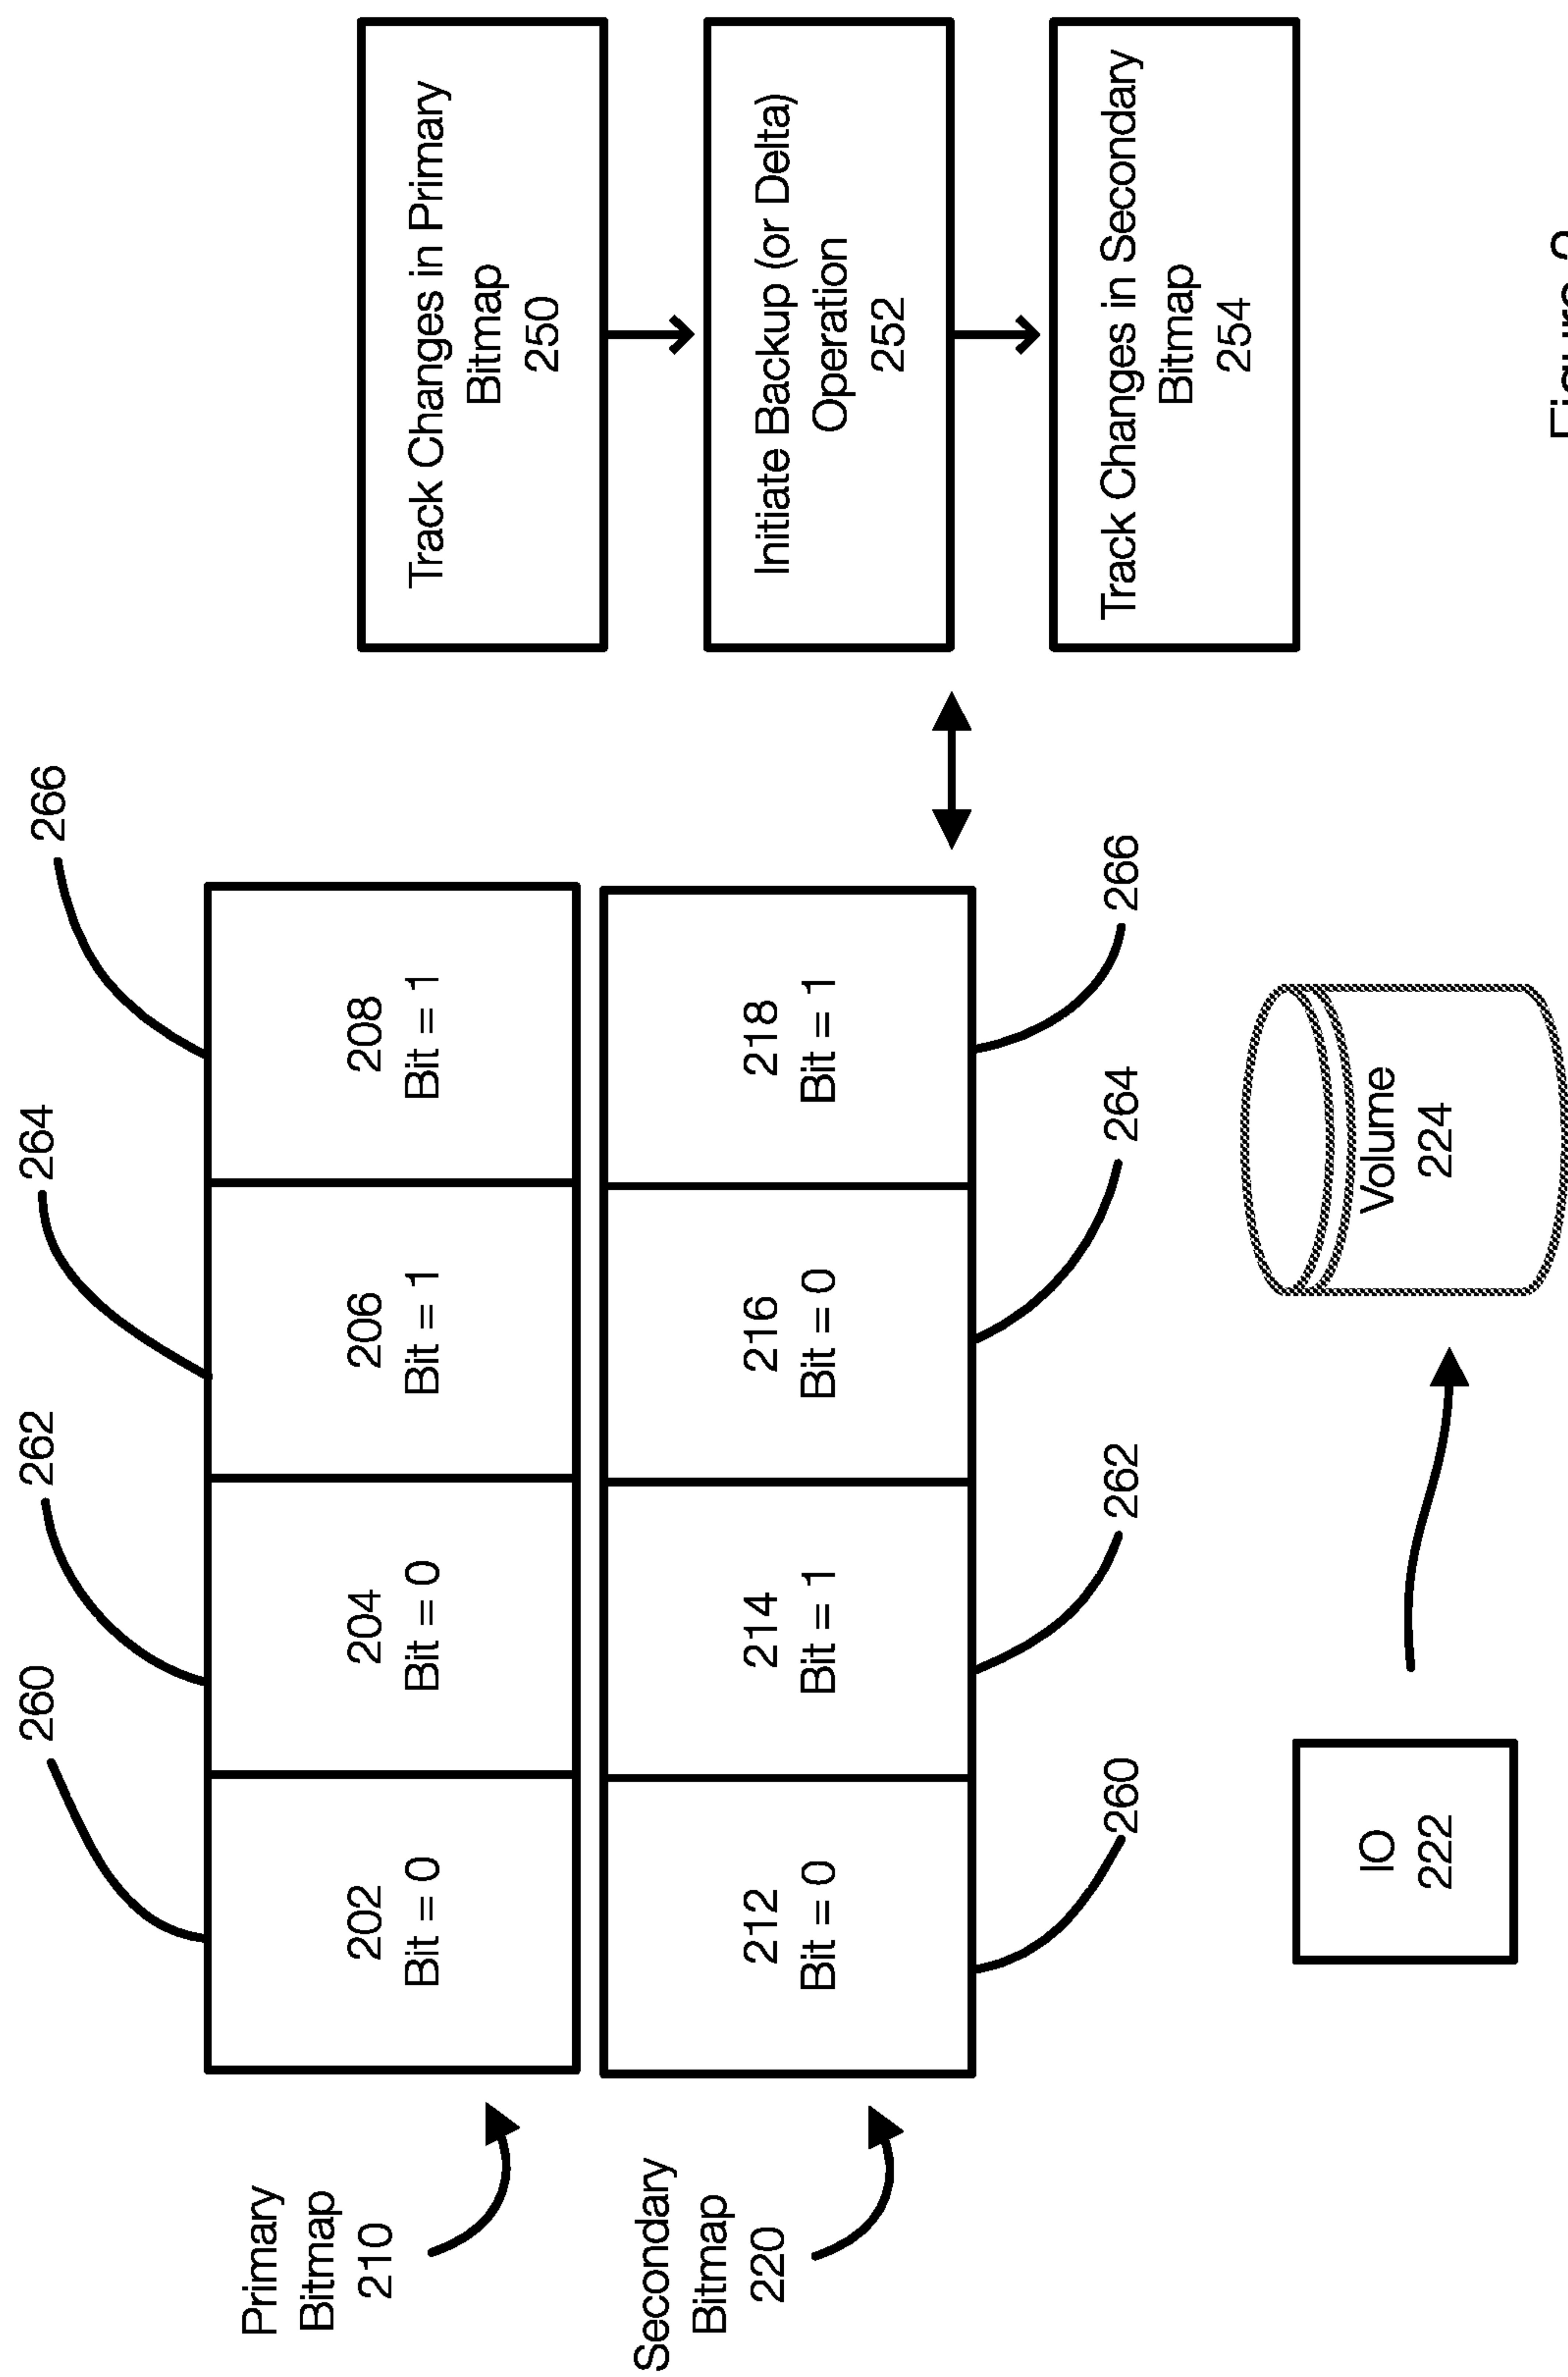 260
262
264
266
Primary
Bitmap
210
202
Bit = 0
204
Bit = 0
206
Bit = 1
208
Bit = 1
Secondary
Bitmap
220
212
Bit = 0
214
Bit = 1
216
Bit = 0
218
Bit = 1
260
262
264
266
IO
222
Volume
224
Track Changes in Primary
Bitmap
250
Initiate Backup (or Delta)
Operation
252
Track Changes in Secondary
Bitmap
254
Figure